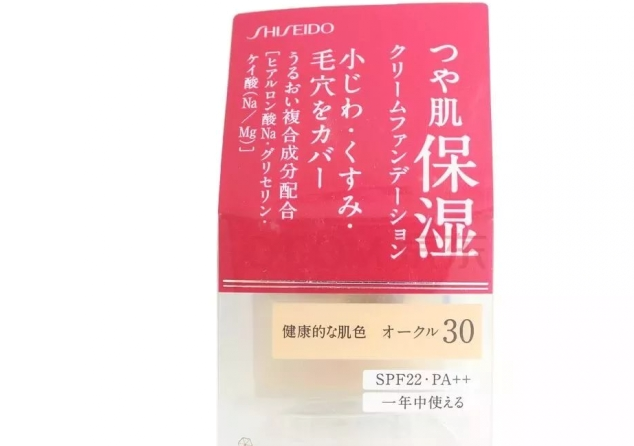 SHISEIDO
つや肌
保湿
クリームファンデーション
小じわ・くすみ・
毛穴をカバー
うるおい複合成分配合
[ヒアルロン酸Na・グリセリン・
ケイ酸(Na/Mg)]
健康的な肌色 オークル30
SPF22・PA++
一年中使える